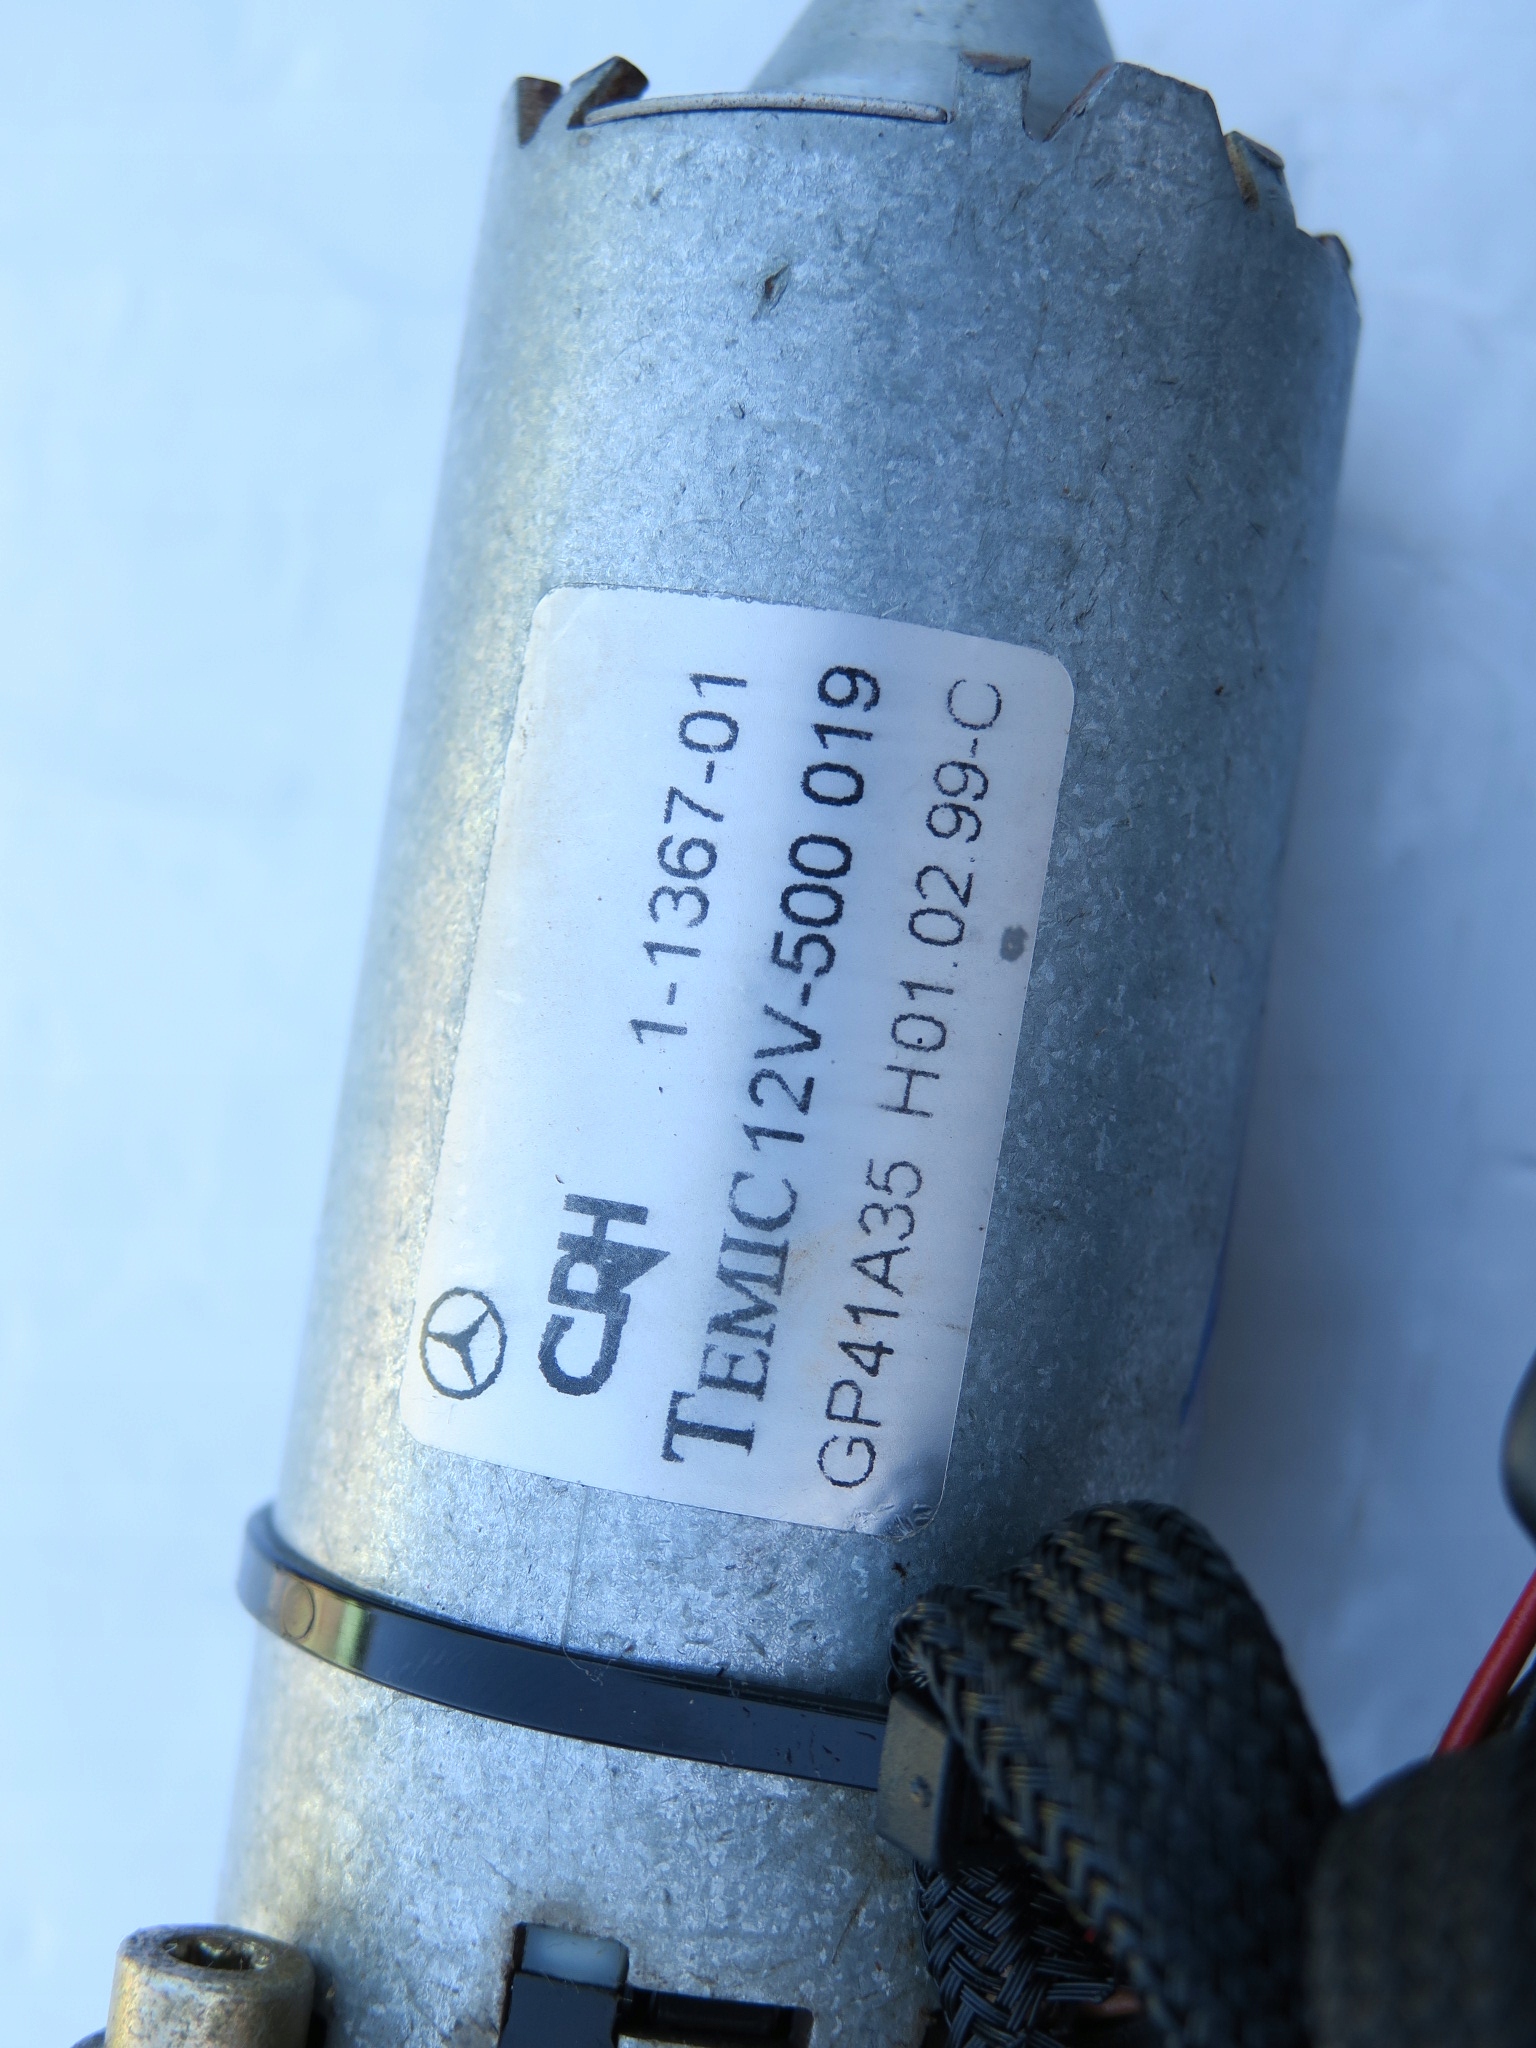 CPH
1-1367-01
TEMIC 12V-500 019
GP41A35 H01.02.99-C